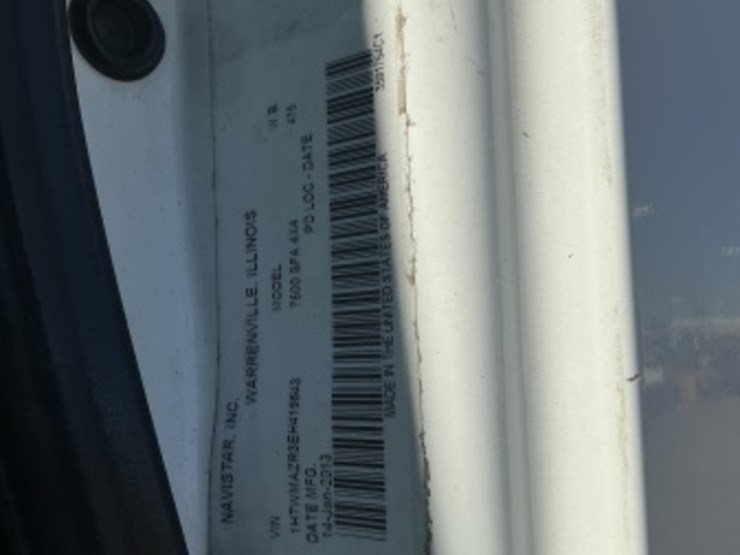 NAVISTAR, INC.
WARRENVILLE, ILLINOIS
VIN MODEL W.B.
7600 SFA 4X4 475
DATE MFG. PD LOC - DATE
14-Jan-2013
MADE IN THE UNITED STATES OF AMERICA